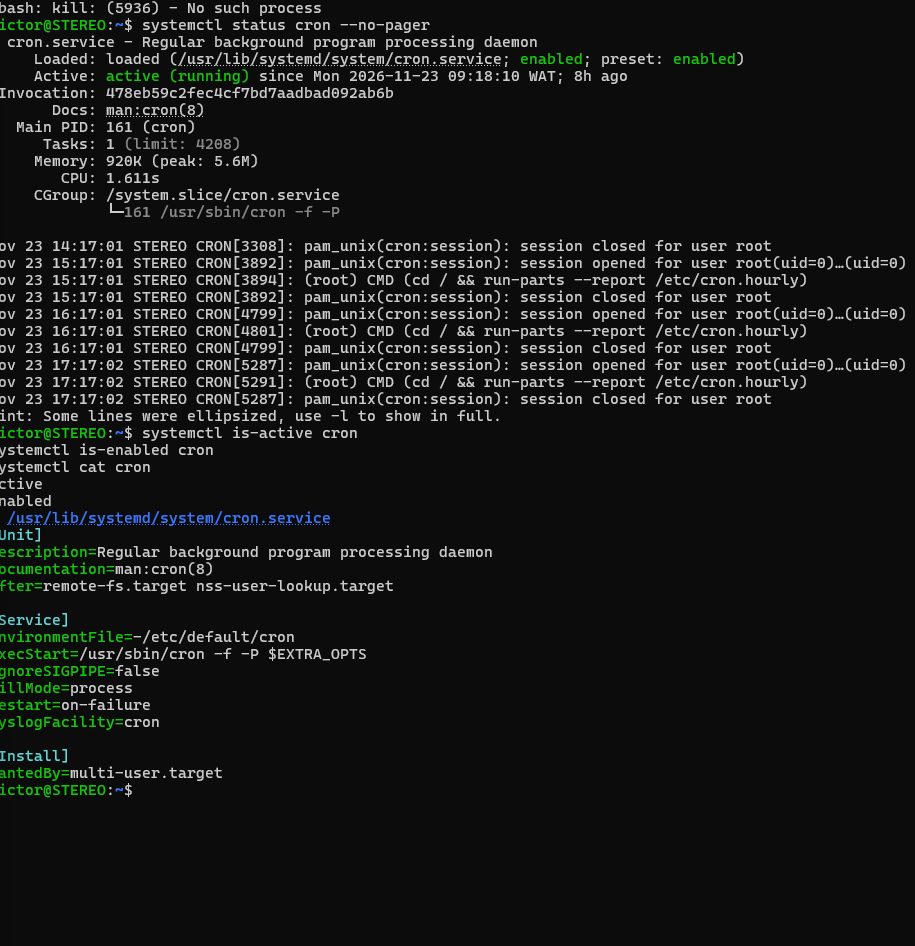 bash: kill: (5936) - No such process
ictor@STEREO:~$ systemctl status cron --no-pager
cron.service - Regular background program processing daemon
Loaded: loaded (/usr/lib/systemd/system/cron.service; enabled; preset: enabled)
Active: active (running) since Mon 2026-11-23 09:18:10 WAT; 8h ago
Invocation: 478eb59c2fec4cf7bd7aadbad092ab6b
Docs: man:cron(8)
Main PID: 161 (cron)
Tasks: 1 (limit: 4208)
Memory: 920K (peak: 5.6M)
CPU: 1.611s
CGroup: /system.slice/cron.service
└─161 /usr/sbin/cron -f -P
ov 23 14:17:01 STEREO CRON[3308]: pam_unix(cron:session): session closed for user root
ov 23 15:17:01 STEREO CRON[3892]: pam_unix(cron:session): session opened for user root(uid=0)…(uid=0)
ov 23 15:17:01 STEREO CRON[3894]: (root) CMD (cd / && run-parts --report /etc/cron.hourly)
ov 23 15:17:01 STEREO CRON[3892]: pam_unix(cron:session): session closed for user root
ov 23 16:17:01 STEREO CRON[4799]: pam_unix(cron:session): session opened for user root(uid=0)…(uid=0)
ov 23 16:17:01 STEREO CRON[4801]: (root) CMD (cd / && run-parts --report /etc/cron.hourly)
ov 23 16:17:01 STEREO CRON[4799]: pam_unix(cron:session): session closed for user root
ov 23 17:17:02 STEREO CRON[5287]: pam_unix(cron:session): session opened for user root(uid=0)…(uid=0)
ov 23 17:17:02 STEREO CRON[5291]: (root) CMD (cd / && run-parts --report /etc/cron.hourly)
ov 23 17:17:02 STEREO CRON[5287]: pam_unix(cron:session): session closed for user root
int: Some lines were ellipsized, use -l to show in full.
ictor@STEREO:~$ systemctl is-active cron
ystemctl is-enabled cron
ystemctl cat cron
ctive
nabled
/usr/lib/systemd/system/cron.service
Unit]
escription=Regular background program processing daemon
ocumentation=man:cron(8)
fter=remote-fs.target nss-user-lookup.target
Service]
nvironmentFile=-/etc/default/cron
xecStart=/usr/sbin/cron -f -P $EXTRA_OPTS
gnoreSIGPIPE=false
illMode=process
estart=on-failure
yslogFacility=cron
Install]
antedBy=multi-user.target
ictor@STEREO:~$